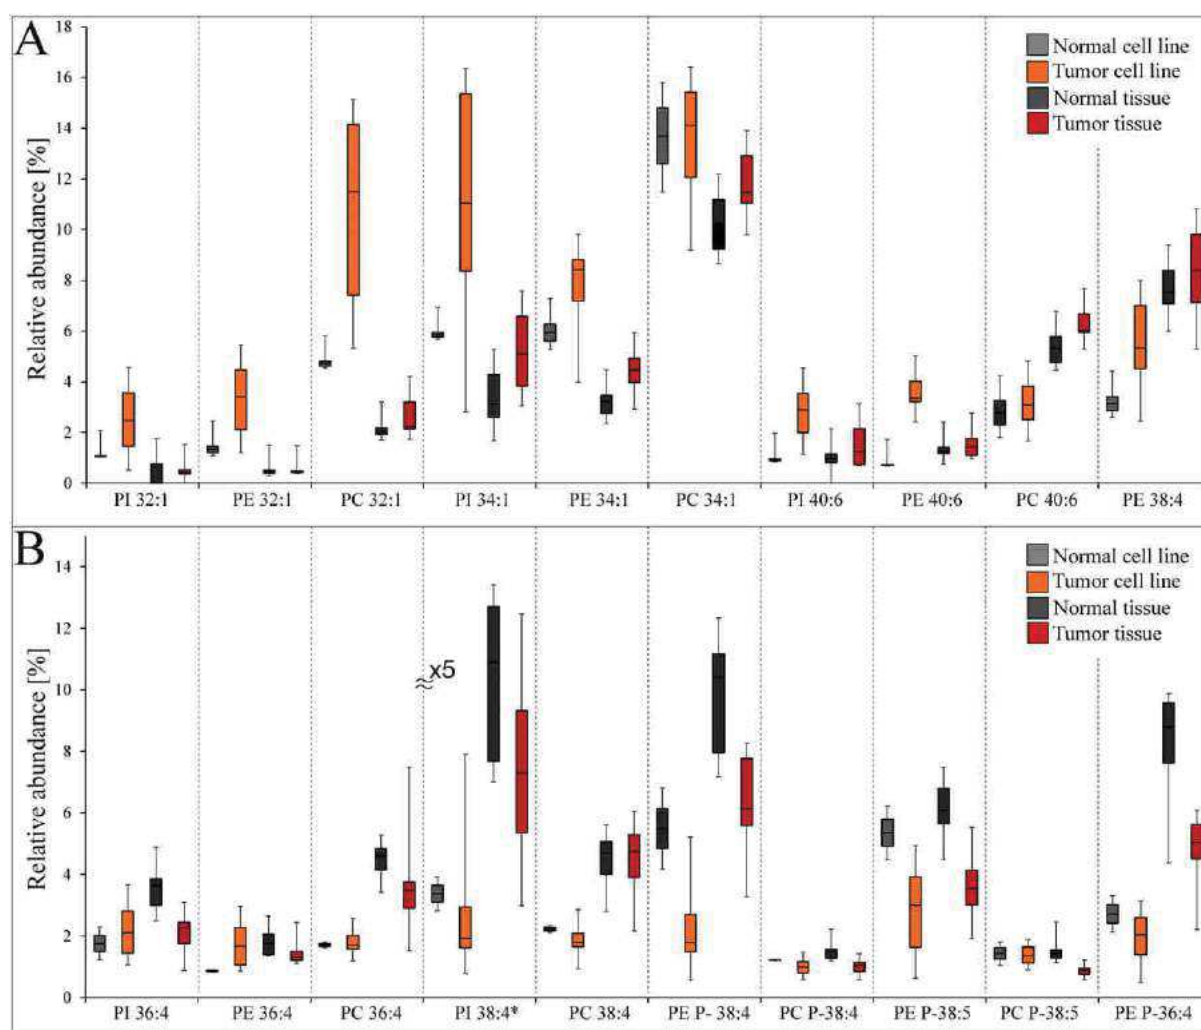 A
Relative abundance [%]
18
16
14
12
10
8
6
4
2
0
Normal cell line
Tumor cell line
Normal tissue
Tumor tissue
PI 32:1 PE 32:1 PC 32:1 PI 34:1 PE 34:1 PC 34:1 PI 40:6 PE 40:6 PC 40:6 PE 38:4
B
Relative abundance [%]
14
12
10
8
6
4
2
0
≈x5
Normal cell line
Tumor cell line
Normal tissue
Tumor tissue
PI 36:4 PE 36:4 PC 36:4 PI 38:4* PC 38:4 PE P- 38:4 PC P-38:4 PE P-38:5 PC P-38:5 PE P-36:4